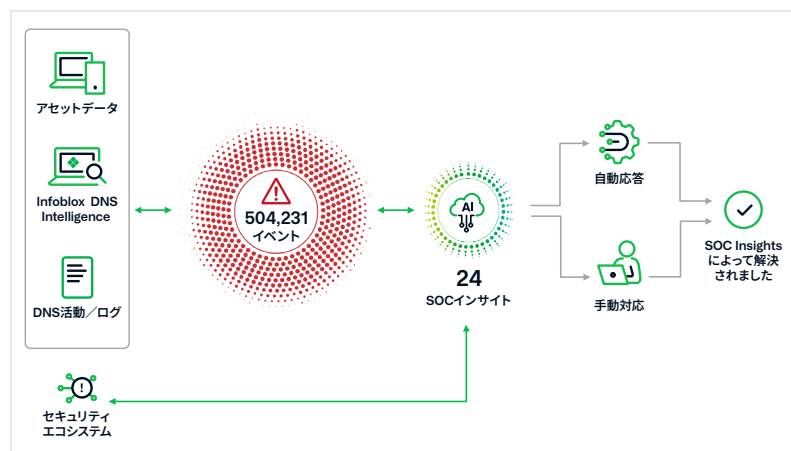 アセットデータ
Infoblox DNS
Intelligence
DNS活動／ログ
セキュリティ
エコシステム
504,231
イベント
AI
24
SOCインサイト
自動応答
手動対応
SOC Insights
によって解決
されました